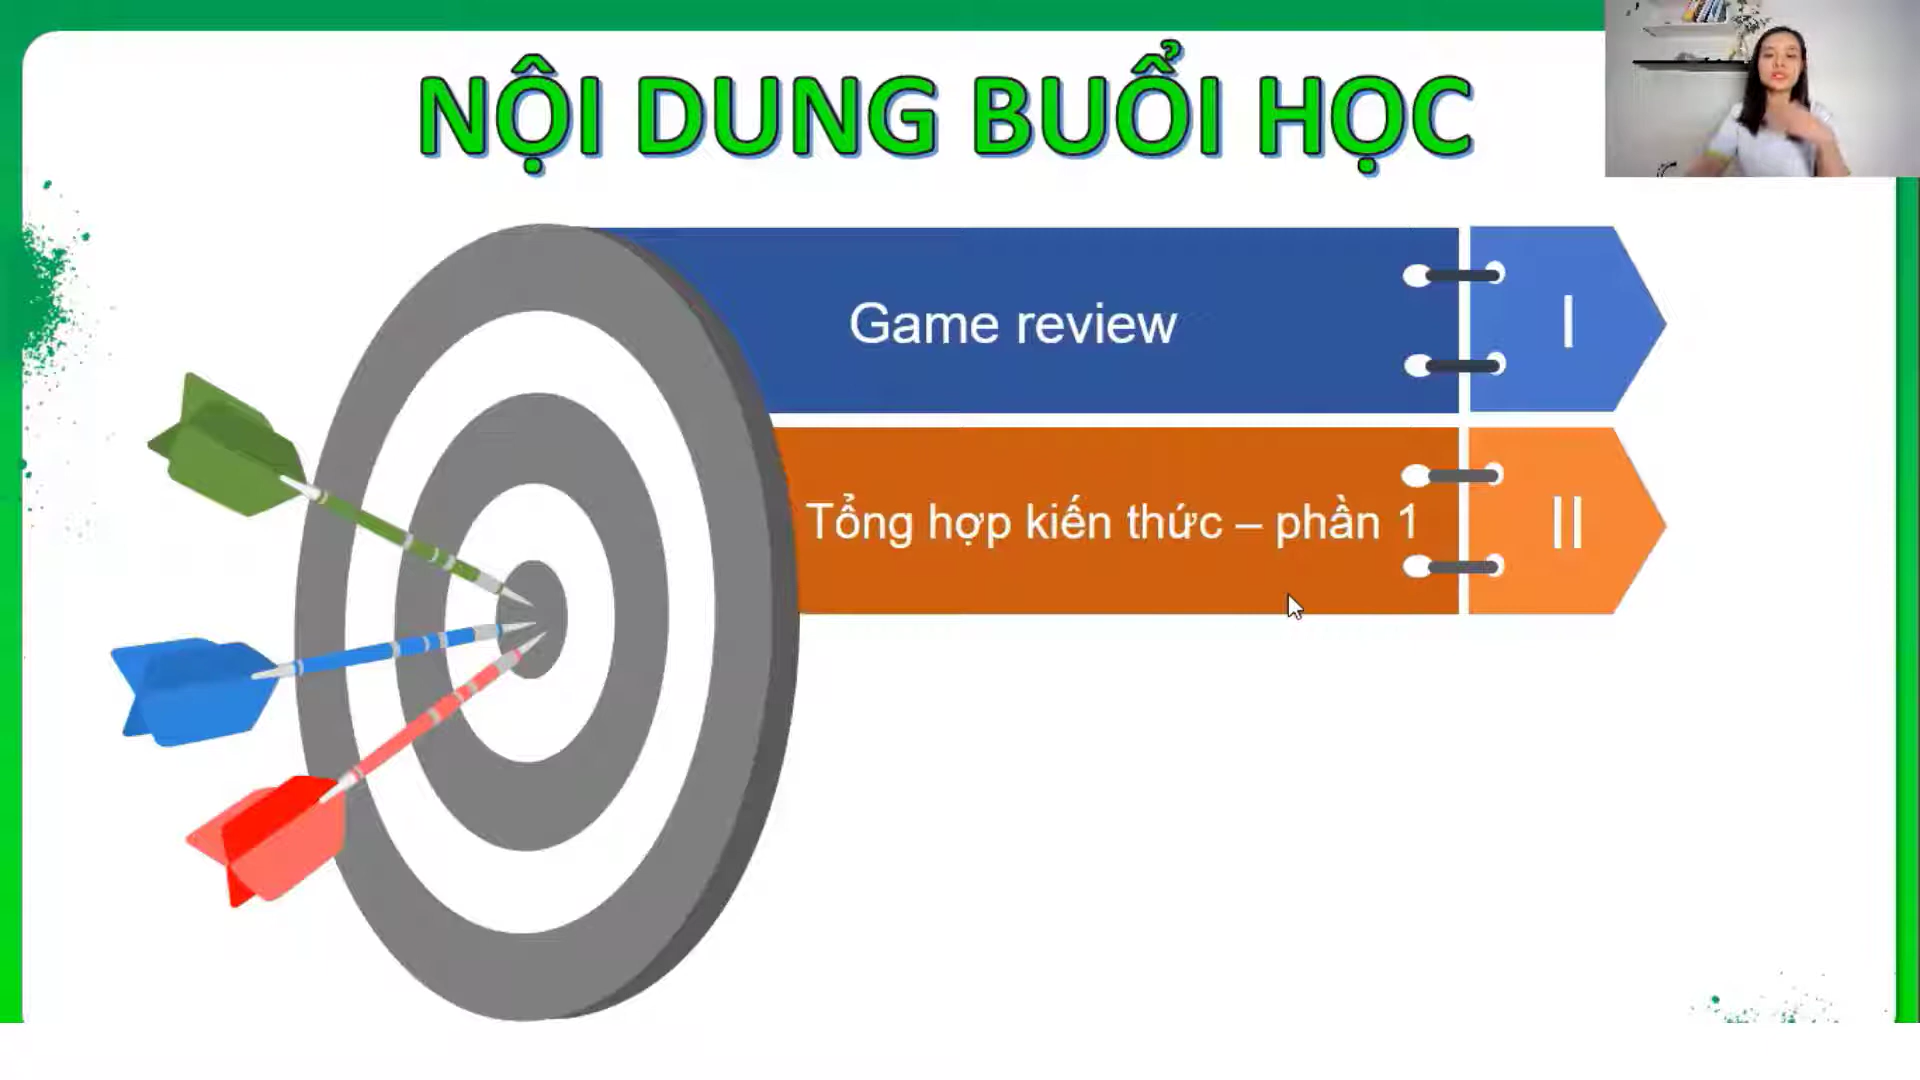 NỘI DUNG BUỔI HỌC
Game review
I
Tổng hợp kiến thức – phần 1
II